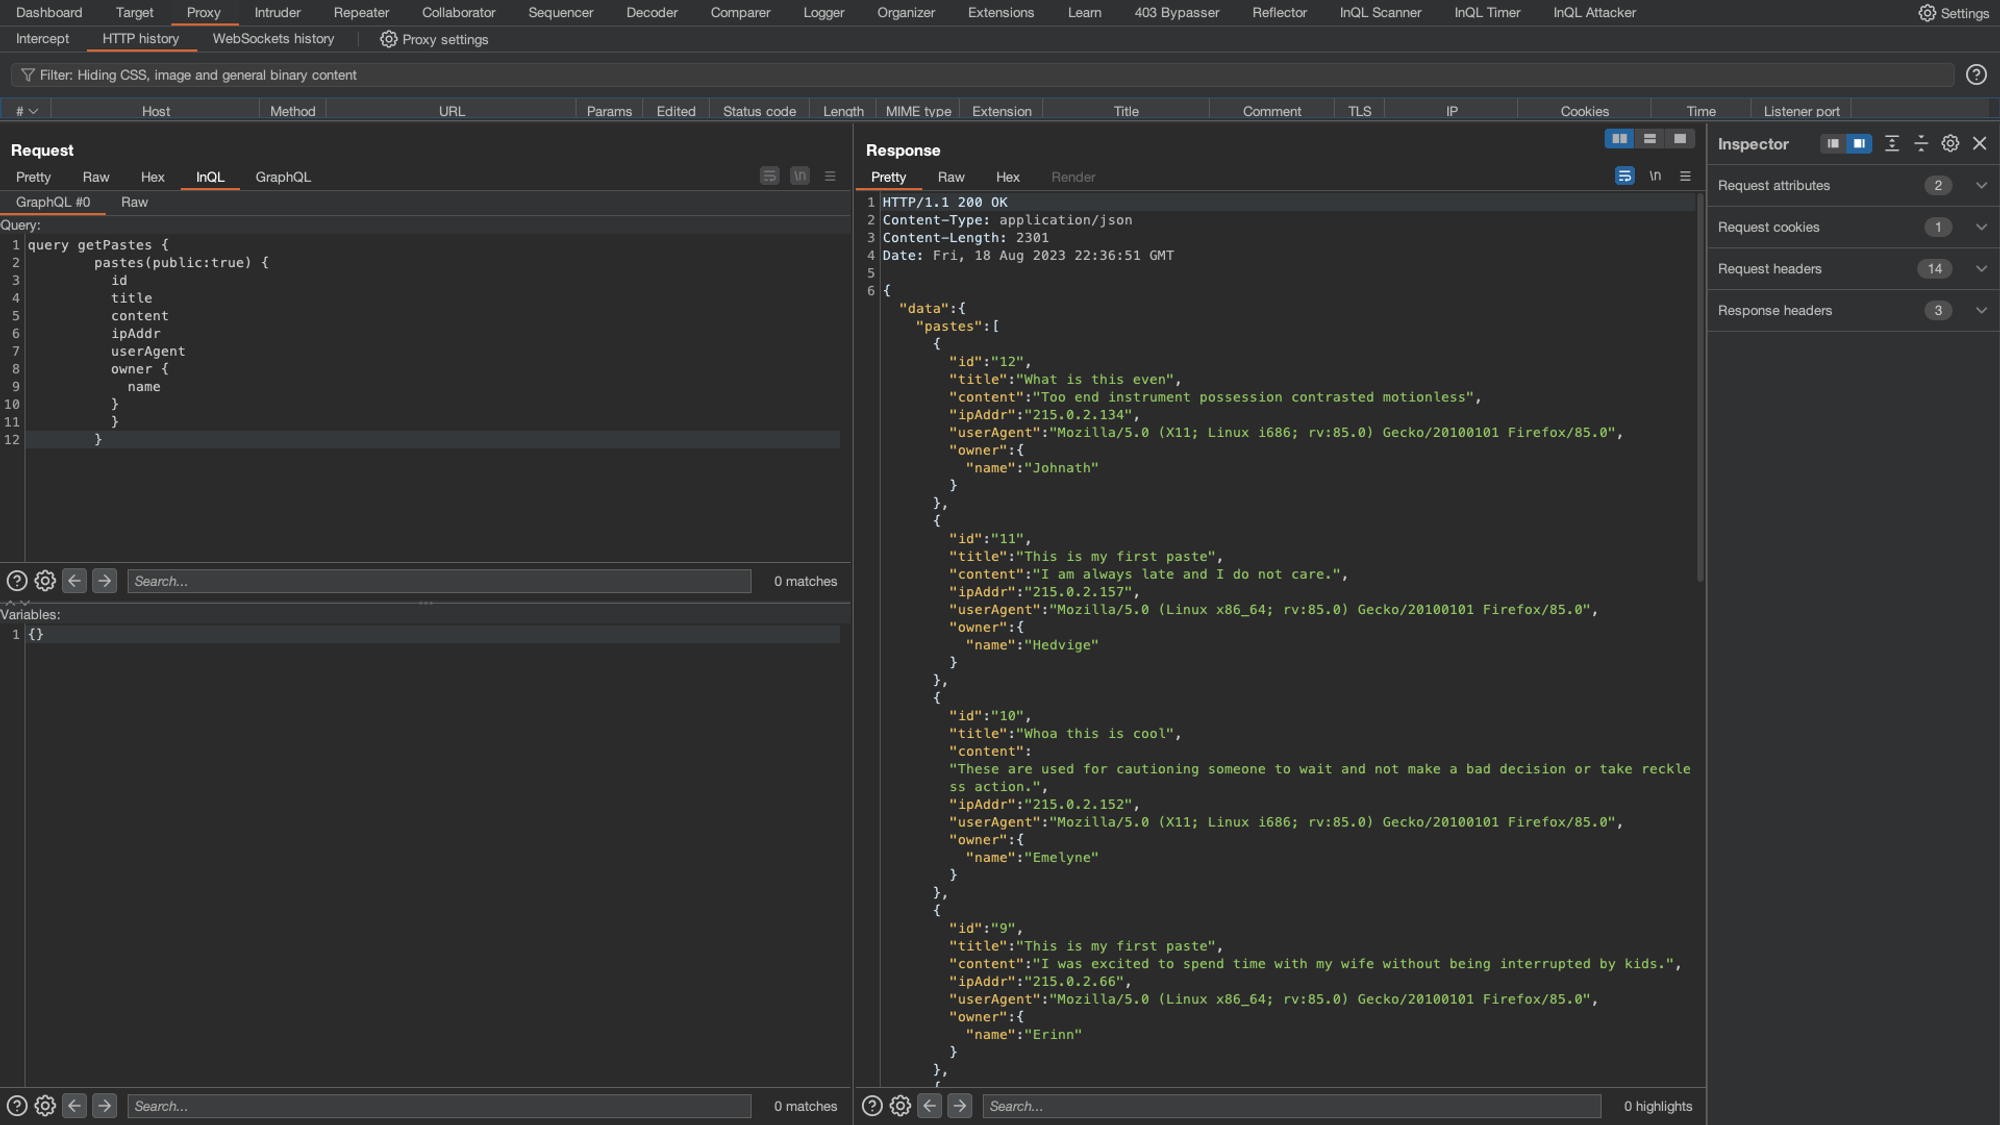 Dashboard Target Proxy Intruder Repeater Collaborator Sequencer Decoder Comparer Logger Organizer Extensions Learn 403 Bypasser Reflector InQL Scanner InQL Timer InQL Attacker Settings
Intercept HTTP history WebSockets history Proxy settings
Filter: Hiding CSS, image and general binary content
# Host Method URL Params Edited Status code Length MIME type Extension Title Comment TLS IP Cookies Time Listener port
Request
Pretty Raw Hex InQL GraphQL \n
GraphQL #0 Raw
Query:
1 query getPastes {
2 pastes(public:true) {
3 id
4 title
5 content
6 ipAddr
7 userAgent
8 owner {
9 name
10 }
11 }
12 }
Search... 0 matches
Variables:
1 {}
Search... 0 matches
Response
Pretty Raw Hex Render \n
1 HTTP/1.1 200 OK
2 Content-Type: application/json
3 Content-Length: 2301
4 Date: Fri, 18 Aug 2023 22:36:51 GMT
5
6 {
"data":{
"pastes":[
{
"id":"12",
"title":"What is this even",
"content":"Too end instrument possession contrasted motionless",
"ipAddr":"215.0.2.134",
"userAgent":"Mozilla/5.0 (X11; Linux i686; rv:85.0) Gecko/20100101 Firefox/85.0",
"owner":{
"name":"Johnath"
}
},
{
"id":"11",
"title":"This is my first paste",
"content":"I am always late and I do not care.",
"ipAddr":"215.0.2.157",
"userAgent":"Mozilla/5.0 (Linux x86_64; rv:85.0) Gecko/20100101 Firefox/85.0",
"owner":{
"name":"Hedvige"
}
},
{
"id":"10",
"title":"Whoa this is cool",
"content":
"These are used for cautioning someone to wait and not make a bad decision or take reckle
ss action.",
"ipAddr":"215.0.2.152",
"userAgent":"Mozilla/5.0 (X11; Linux i686; rv:85.0) Gecko/20100101 Firefox/85.0",
"owner":{
"name":"Emelyne"
}
},
{
"id":"9",
"title":"This is my first paste",
"content":"I was excited to spend time with my wife without being interrupted by kids.",
"ipAddr":"215.0.2.66",
"userAgent":"Mozilla/5.0 (Linux x86_64; rv:85.0) Gecko/20100101 Firefox/85.0",
"owner":{
"name":"Erinn"
}
},
{
Search... 0 highlights
Inspector
Request attributes 2
Request cookies 1
Request headers 14
Response headers 3